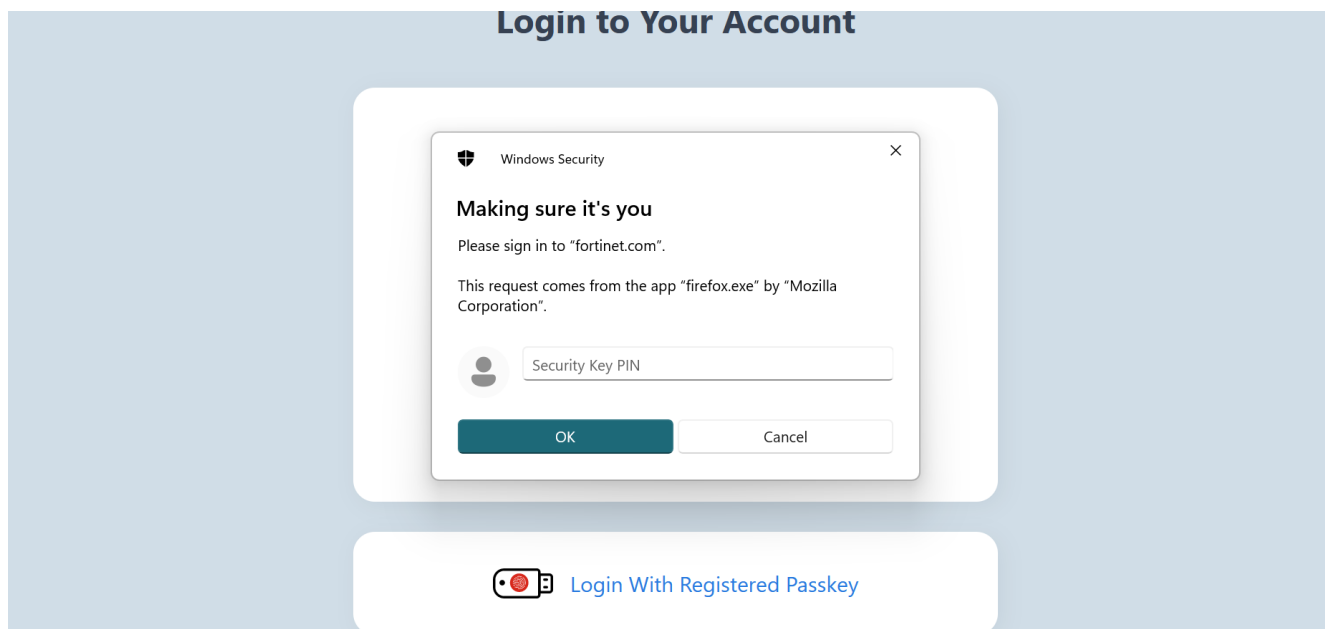 Login to Your Account
Windows Security
Making sure it's you
Please sign in to “fortinet.com”.
This request comes from the app “firefox.exe” by “Mozilla
Corporation”.
Security Key PIN
OK
Cancel
Login With Registered Passkey